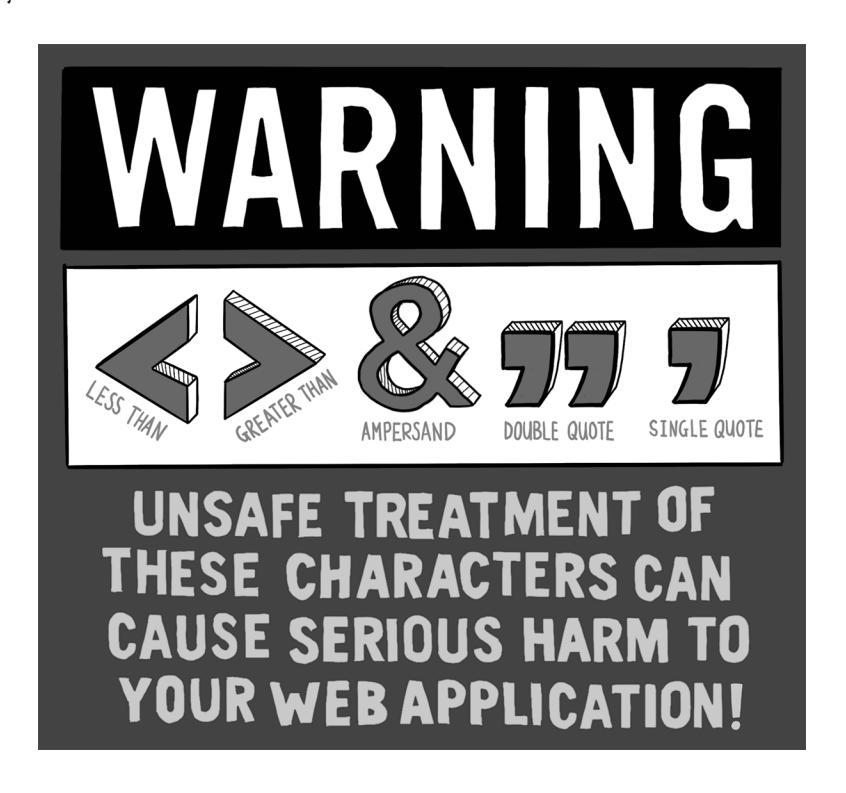 WARNING
< > & " '
LESS THAN GREATER THAN AMPERSAND DOUBLE QUOTE SINGLE QUOTE
UNSAFE TREATMENT OF
THESE CHARACTERS CAN
CAUSE SERIOUS HARM TO
YOUR WEB APPLICATION!